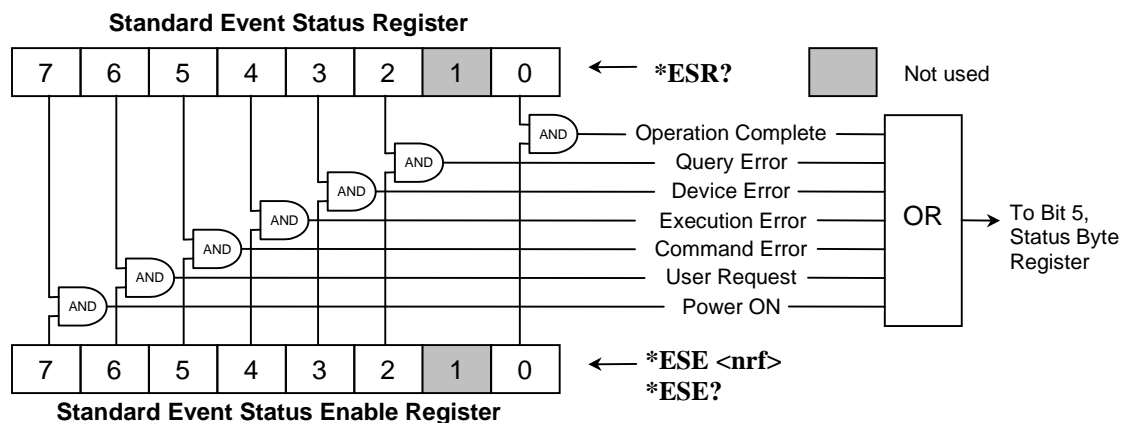 Standard Event Status Register
7 6 5 4 3 2 1 0
*ESR?
Not used
AND
Operation Complete
AND
Query Error
AND
Device Error
AND
Execution Error
AND
Command Error
AND
User Request
AND
Power ON
OR
To Bit 5,
Status Byte
Register
7 6 5 4 3 2 1 0
*ESE <nrf>
*ESE?
Standard Event Status Enable Register